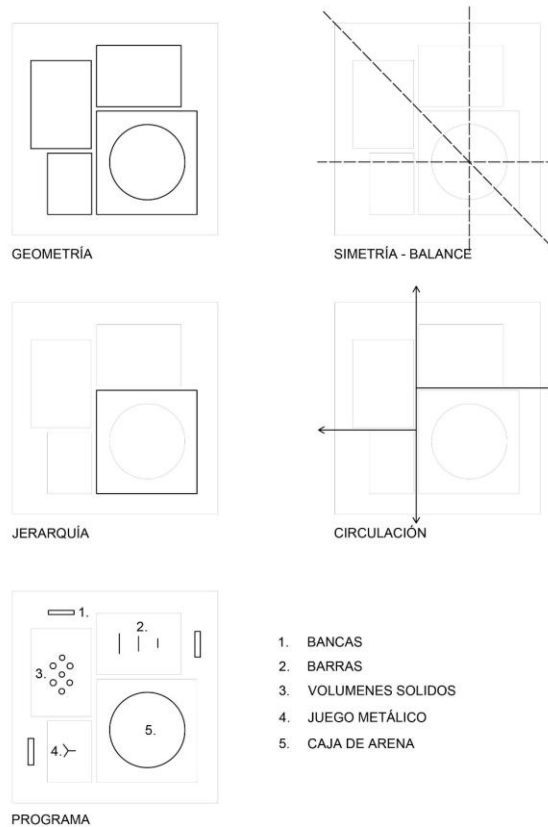 GEOMETRÍA
SIMETRÍA - BALANCE
JERARQUÍA
CIRCULACIÓN
1.
2.
3.
4.
5.
PROGRAMA
1. BANCAS
2. BARRAS
3. VOLUMENES SOLIDOS
4. JUEGO METÁLICO
5. CAJA DE ARENA